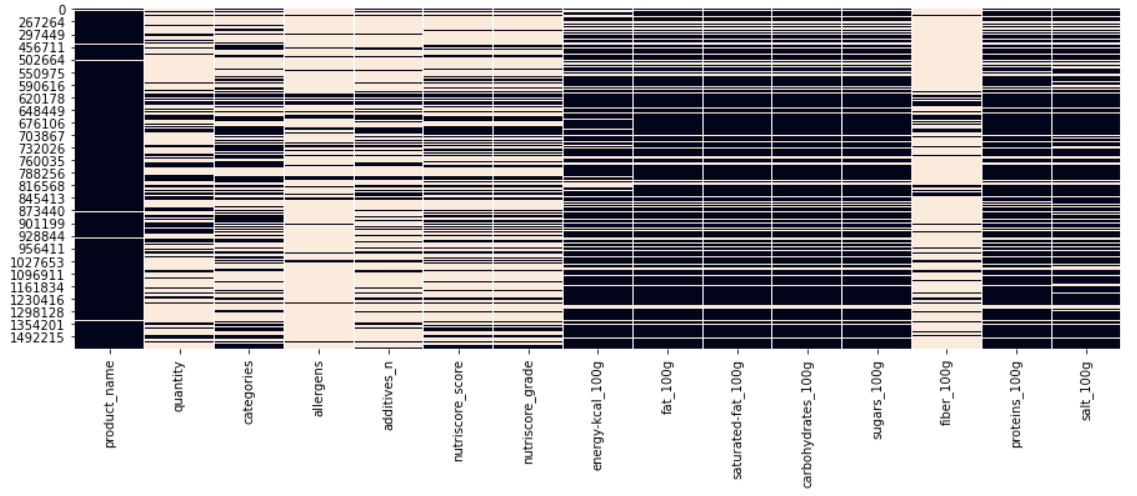 0
267264
297449
456711
502664
550975
590616
620178
648449
676106
703867
732026
760035
788256
816568
845413
873440
901199
928844
956411
1027653
1096911
1161834
1230416
1298128
1354201
1492215
product_name
quantity
categories
allergens
additives_n
nutriscore_score
nutriscore_grade
energy-kcal_100g
fat_100g
saturated-fat_100g
carbohydrates_100g
sugars_100g
fiber_100g
proteins_100g
salt_100g